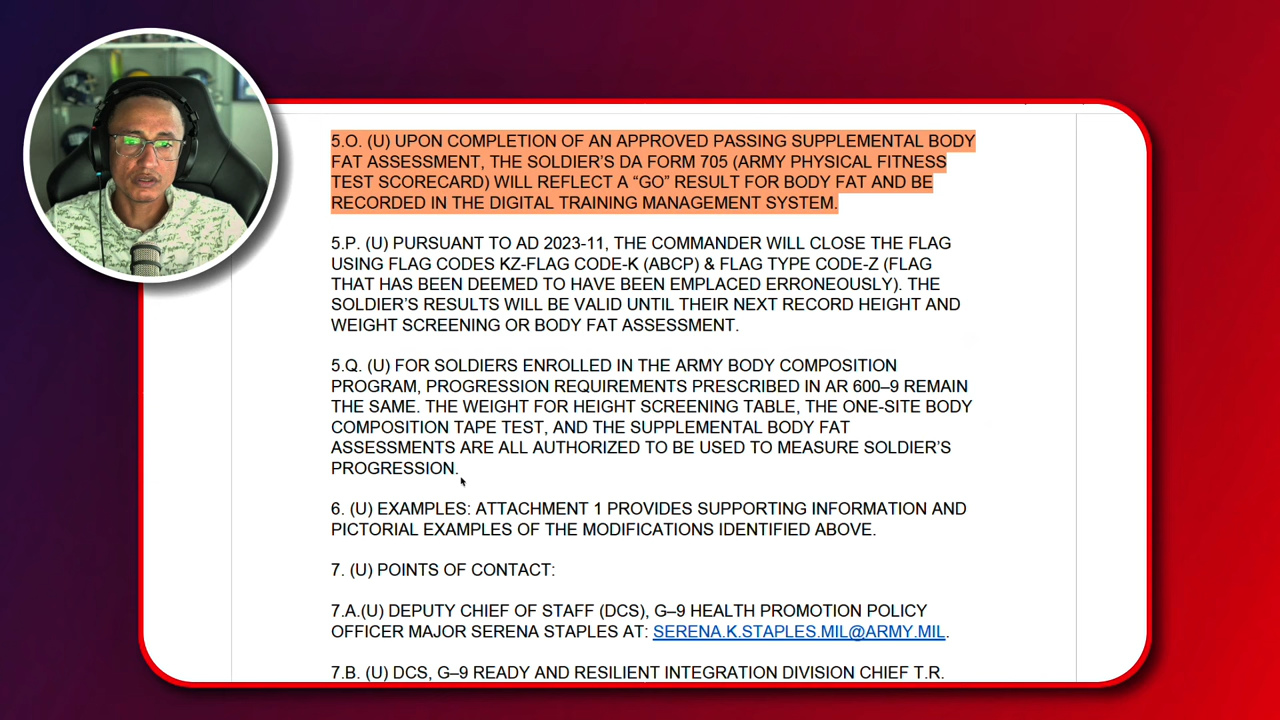 5.O. (U) UPON COMPLETION OF AN APPROVED PASSING SUPPLEMENTAL BODY
FAT ASSESSMENT, THE SOLDIER'S DA FORM 705 (ARMY PHYSICAL FITNESS
TEST SCORECARD) WILL REFLECT A “GO” RESULT FOR BODY FAT AND BE
RECORDED IN THE DIGITAL TRAINING MANAGEMENT SYSTEM.
5.P. (U) PURSUANT TO AD 2023-11, THE COMMANDER WILL CLOSE THE FLAG
USING FLAG CODES KZ-FLAG CODE-K (ABCP) & FLAG TYPE CODE-Z (FLAG
THAT HAS BEEN DEEMED TO HAVE BEEN EMPLACED ERRONEOUSLY). THE
SOLDIER'S RESULTS WILL BE VALID UNTIL THEIR NEXT RECORD HEIGHT AND
WEIGHT SCREENING OR BODY FAT ASSESSMENT.
5.Q. (U) FOR SOLDIERS ENROLLED IN THE ARMY BODY COMPOSITION
PROGRAM, PROGRESSION REQUIREMENTS PRESCRIBED IN AR 600–9 REMAIN
THE SAME. THE WEIGHT FOR HEIGHT SCREENING TABLE, THE ONE-SITE BODY
COMPOSITION TAPE TEST, AND THE SUPPLEMENTAL BODY FAT
ASSESSMENTS ARE ALL AUTHORIZED TO BE USED TO MEASURE SOLDIER'S
PROGRESSION.
6. (U) EXAMPLES: ATTACHMENT 1 PROVIDES SUPPORTING INFORMATION AND
PICTORIAL EXAMPLES OF THE MODIFICATIONS IDENTIFIED ABOVE.
7. (U) POINTS OF CONTACT:
7.A.(U) DEPUTY CHIEF OF STAFF (DCS), G–9 HEALTH PROMOTION POLICY
OFFICER MAJOR SERENA STAPLES AT: SERENA.K.STAPLES.MIL@ARMY.MIL.
7.B. (U) DCS, G–9 READY AND RESILIENT INTEGRATION DIVISION CHIEF T.R.